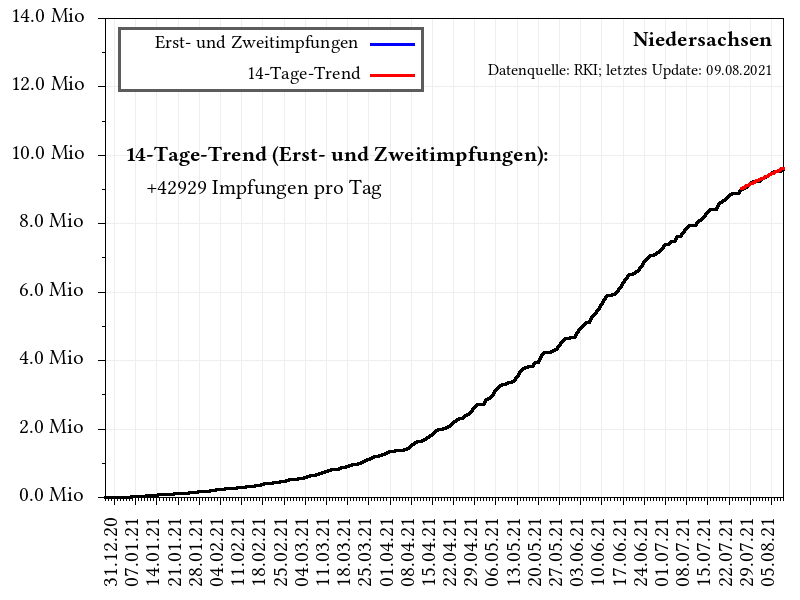 14.0 Mio
12.0 Mio
10.0 Mio
8.0 Mio
6.0 Mio
4.0 Mio
2.0 Mio
0.0 Mio
Erst- und Zweitimpfungen
14-Tage-Trend
Niedersachsen
Datenquelle: RKI; letztes Update: 09.08.2021
14-Tage-Trend (Erst- und Zweitimpfungen):
+42929 Impfungen pro Tag
31.12.20
07.01.21
14.01.21
21.01.21
28.01.21
04.02.21
11.02.21
18.02.21
25.02.21
04.03.21
11.03.21
18.03.21
25.03.21
01.04.21
08.04.21
15.04.21
22.04.21
29.04.21
06.05.21
13.05.21
20.05.21
27.05.21
03.06.21
10.06.21
17.06.21
24.06.21
01.07.21
08.07.21
15.07.21
22.07.21
29.07.21
05.08.21